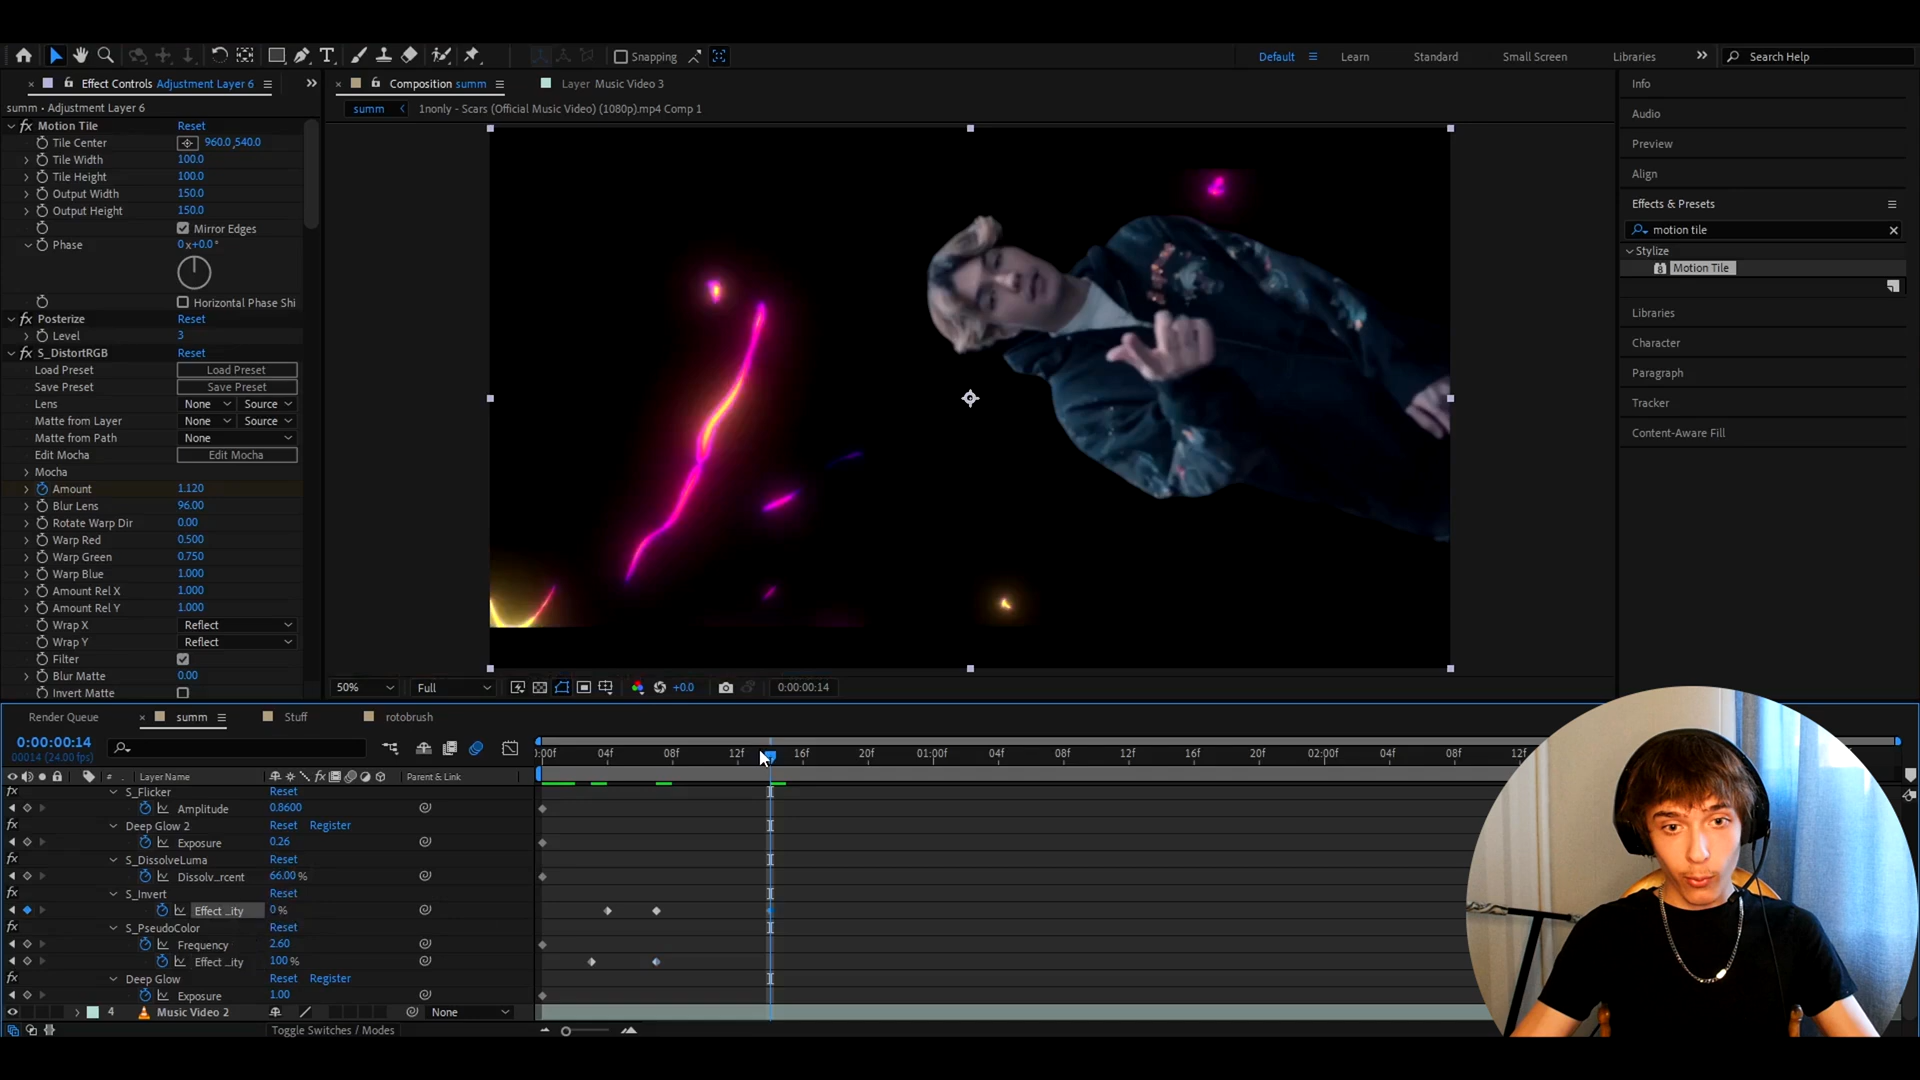 Snapping
Default
Learn
Standard
Small Screen
Libraries
Search Help
Effect Controls Adjustment Layer 6
Composition summ
Layer Music Video 3
summ • Adjustment Layer 6
summ
1nonly - Scars (Official Music Video) (1080p).mp4 Comp 1
fx Motion Tile Reset
Tile Center 960.0,540.0
Tile Width 100.0
Tile Height 100.0
Output Width 150.0
Output Height 150.0
Mirror Edges
Phase 0x+0.0°
Horizontal Phase Shi
fx Posterize Reset
Level 3
fx S_DistortRGB Reset
Load Preset Load Preset
Save Preset Save Preset
Lens None Source
Matte from Layer None Source
Matte from Path None
Edit Mocha Edit Mocha
Mocha
Amount 1.120
Blur Lens 96.00
Rotate Warp Dir 0.00
Warp Red 0.500
Warp Green 0.750
Warp Blue 1.000
Amount Rel X 1.000
Amount Rel Y 1.000
Wrap X Reflect
Wrap Y Reflect
Filter
Blur Matte 0.00
Invert Matte
50% Full +0.0 0:00:00:14
Info
Audio
Preview
Align
Effects & Presets
motion tile
Stylize
Motion Tile
Libraries
Character
Paragraph
Tracker
Content-Aware Fill
Render Queue summ Stuff rotobrush
0:00:00:14
00014 (24.00 fps)
):00f 04f 08f 12f 16f 20f 01:00f 04f 08f 12f 16f 20f 02:00f 04f 08f 12f
# Layer Name fx Parent & Link
fx S_Flicker Reset
Amplitude 0.8600
fx Deep Glow 2 Reset Register
Exposure 0.26
fx S_DissolveLuma Reset
Dissolv...rcent 66.00 %
fx S_Invert Reset
Effect ...ity 0 %
fx S_PseudoColor Reset
Frequency 2.60
Effect ...ity 100 %
fx Deep Glow Reset Register
Exposure 1.00
4 Music Video 2 None
Toggle Switches / Modes